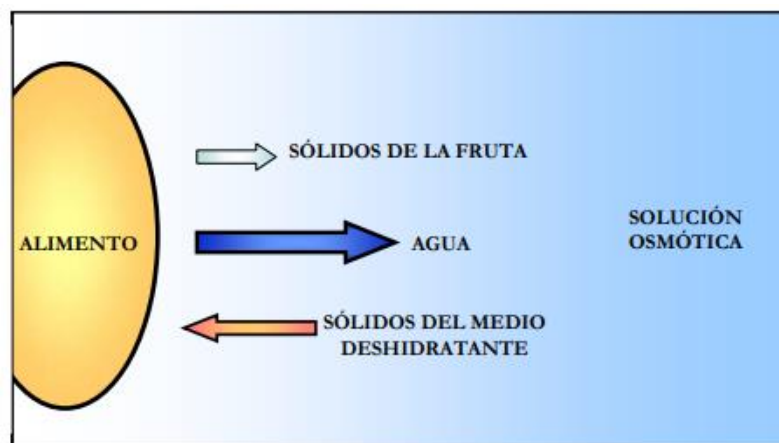 SÓLIDOS DE LA FRUTA
ALIMENTO
AGUA
SOLUCIÓN
OSMÓTICA
SÓLIDOS DEL MEDIO
DESHIDRATANTE